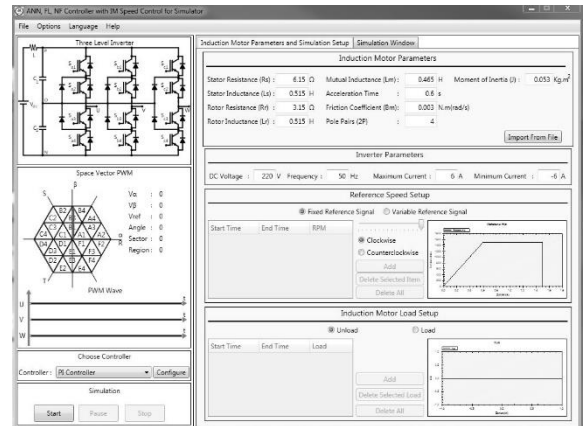 ANN, FL, NF Controller with IM Speed Control for Simulator
File Options Language Help
Three Level Inverter
Space Vector PWM
β
S
Vα : 0
Vβ : 0
Vref : 0
Angle : 0
Sector : 0
Region : 0
T
PWM Wave
U
V
W
Choose Controller
Controller : PI Controller Configure
Simulation
Start Pause Stop
Induction Motor Parameters and Simulation Setup Simulation Window
Induction Motor Parameters
Stator Resistance (Rs) : 6.15 Ω Mutual Inductance (Lm) : 0.465 H Moment of Inertia (J) : 0.053 Kg.m²
Stator Inductance (Ls) : 0.515 H Acceleration Time : 0.6 s
Rotor Resistance (Rr) : 3.15 Ω Friction Coefficient (Bm): 0.003 N.m(rad/s)
Rotor Inductance (Lr) : 0.515 H Pole Pairs (2P) : 4
Import From File
Inverter Parameters
DC Voltage : 220 V Frequency : 50 Hz Maximum Current : 6 A Minimum Current : -6 A
Reference Speed Setup
Fixed Reference Signal Variable Reference Signal
Start Time End Time RPM
Clockwise
Counterclockwise
Add
Delete Selected Item
Delete All
Induction Motor Load Setup
Unload Load
Start Time End Time Load
Add
Delete Selected Load
Delete All